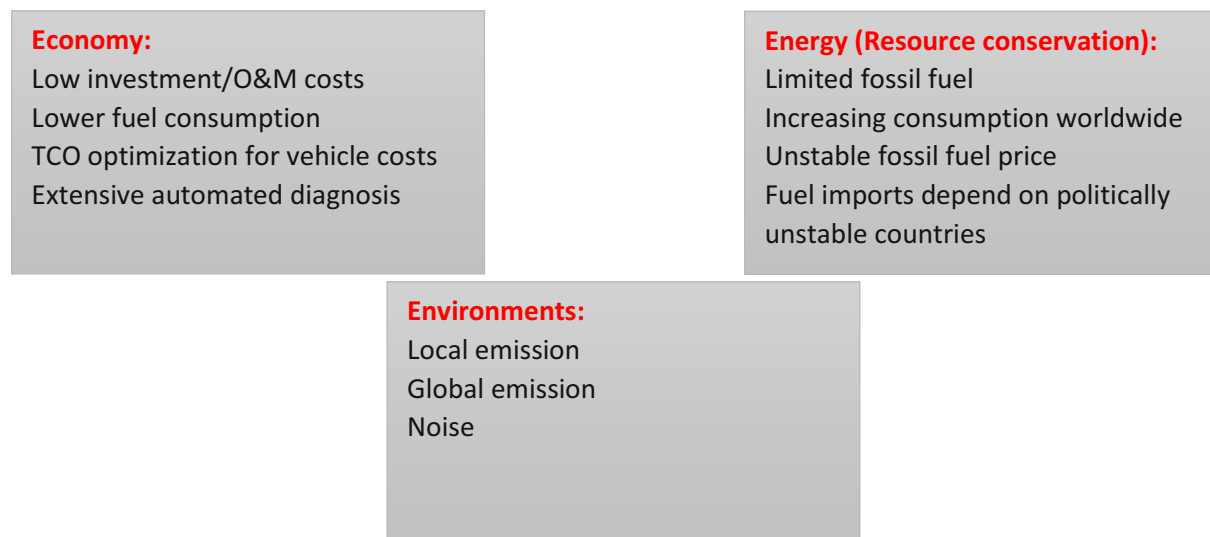 Economy:
Low investment/O&M costs
Lower fuel consumption
TCO optimization for vehicle costs
Extensive automated diagnosis
Energy (Resource conservation):
Limited fossil fuel
Increasing consumption worldwide
Unstable fossil fuel price
Fuel imports depend on politically
unstable countries
Environments:
Local emission
Global emission
Noise